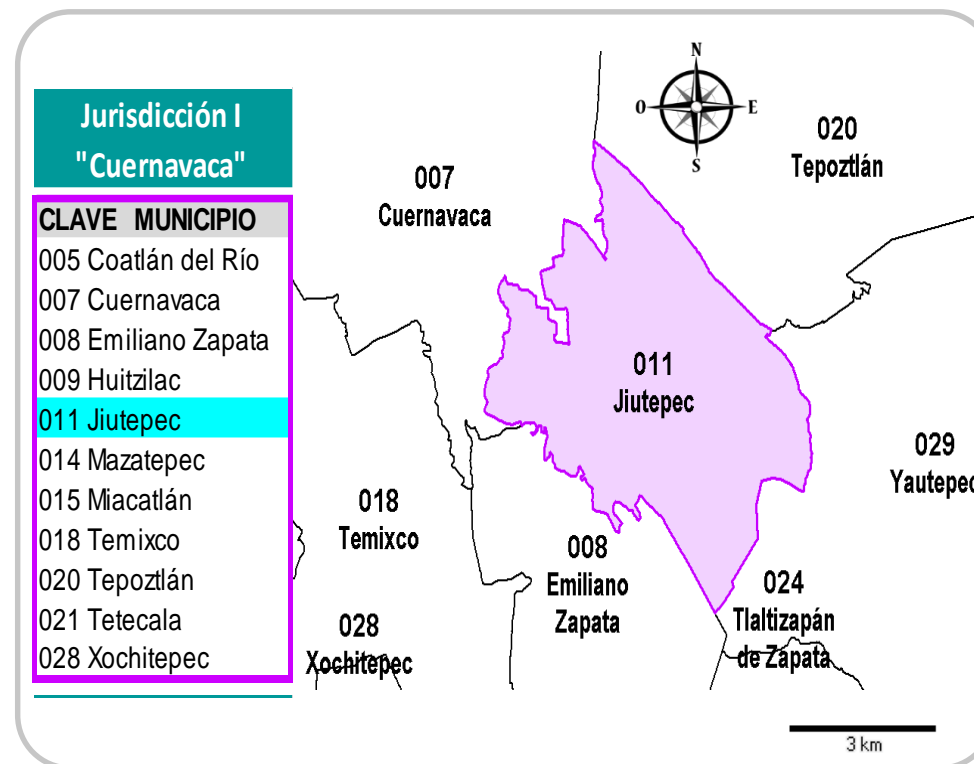 Jurisdicción I
"Cuernavaca"
CLAVE MUNICIPIO
005 Coatlán del Río
007 Cuernavaca
008 Emiliano Zapata
009 Huitzilac
011 Jiutepec
014 Mazatepec
015 Miacatlán
018 Temixco
020 Tepoztlán
021 Tetecala
028 Xochitepec
N
O
E
S
020
Tepoztlán
007
Cuernavaca
011
Jiutepec
029
Yautepec
018
Temixco
008
Emiliano
Zapata
024
Tlaltizapán
de Zapata
028
Xochitepec
3 km